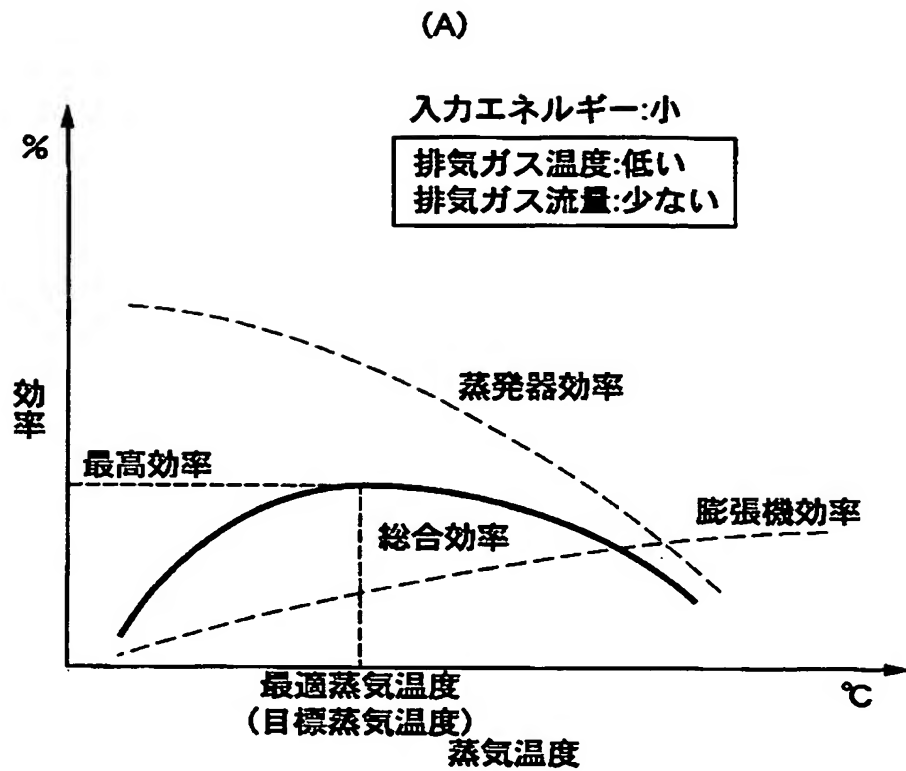 (A)
入力エネルギー:小
排気ガス温度:低い
排気ガス流量:少ない
%
効率
蒸発器効率
最高効率
膨張機効率
総合効率
最適蒸気温度
(目標蒸気温度)
℃
蒸気温度